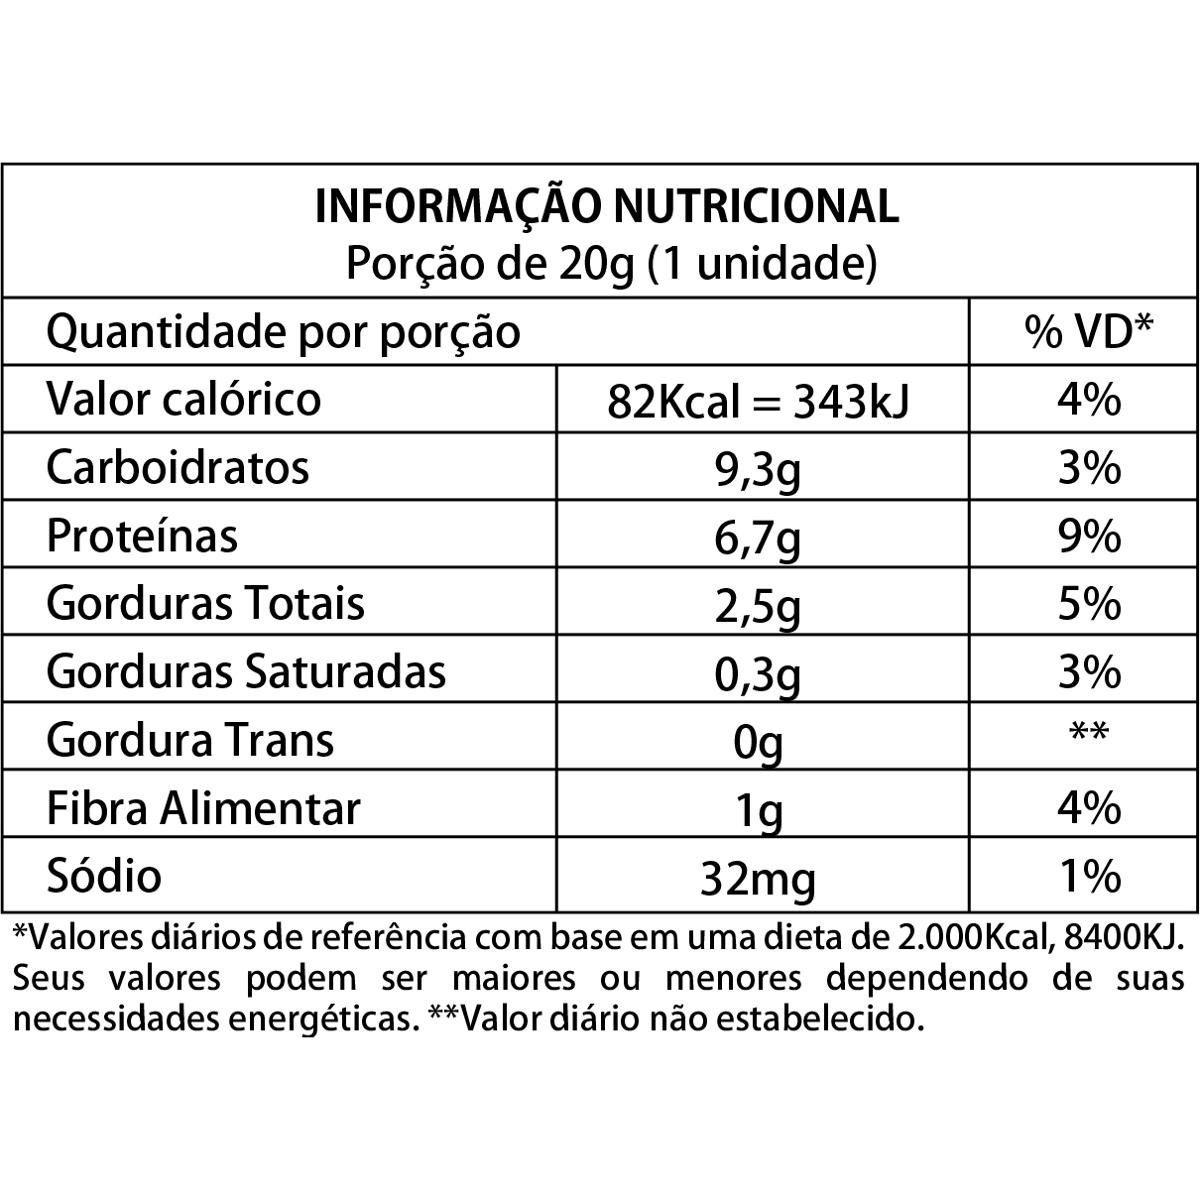 INFORMAÇÃO NUTRICIONAL
Porção de 20g (1 unidade)
Quantidade por porção % VD*
Valor calórico 82Kcal = 343kJ 4%
Carboidratos 9,3g 3%
Proteínas 6,7g 9%
Gorduras Totais 2,5g 5%
Gorduras Saturadas 0,3g 3%
Gordura Trans 0g **
Fibra Alimentar 1g 4%
Sódio 32mg 1%
*Valores diários de referência com base em uma dieta de 2.000Kcal, 8400KJ.
Seus valores podem ser maiores ou menores dependendo de suas
necessidades energéticas. **Valor diário não estabelecido.